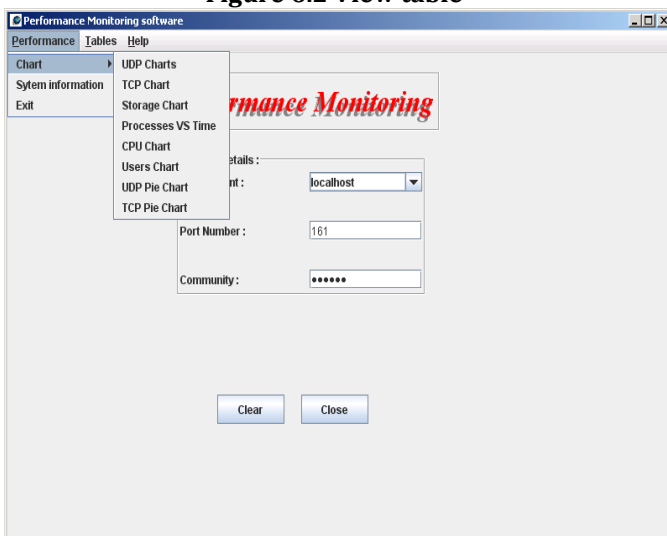 Figure 8.2 View table
Performance Monitoring software
Performance Tables Help
Chart
Sytem information
Exit
UDP Charts
TCP Chart
Storage Chart
Processes VS Time
CPU Chart
Users Chart
UDP Pie Chart
TCP Pie Chart
rmance Monitoring
etails :
nt :
localhost
Port Number :
161
Community :
••••••
Clear
Close